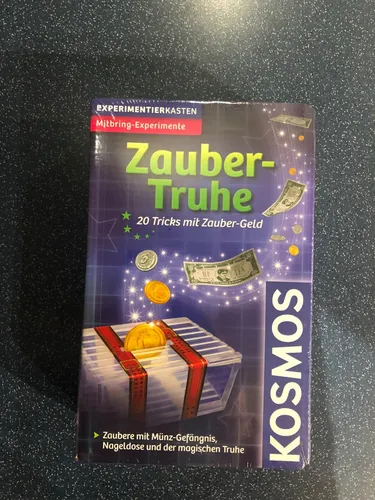 EXPERIMENTIERKASTEN
Mitbring-Experimente
Zauber-
Truhe
20 Tricks mit Zauber-Geld
KOSMOS
Zaubere mit Münz-Gefängnis,
Nageldose und der magischen Truhe